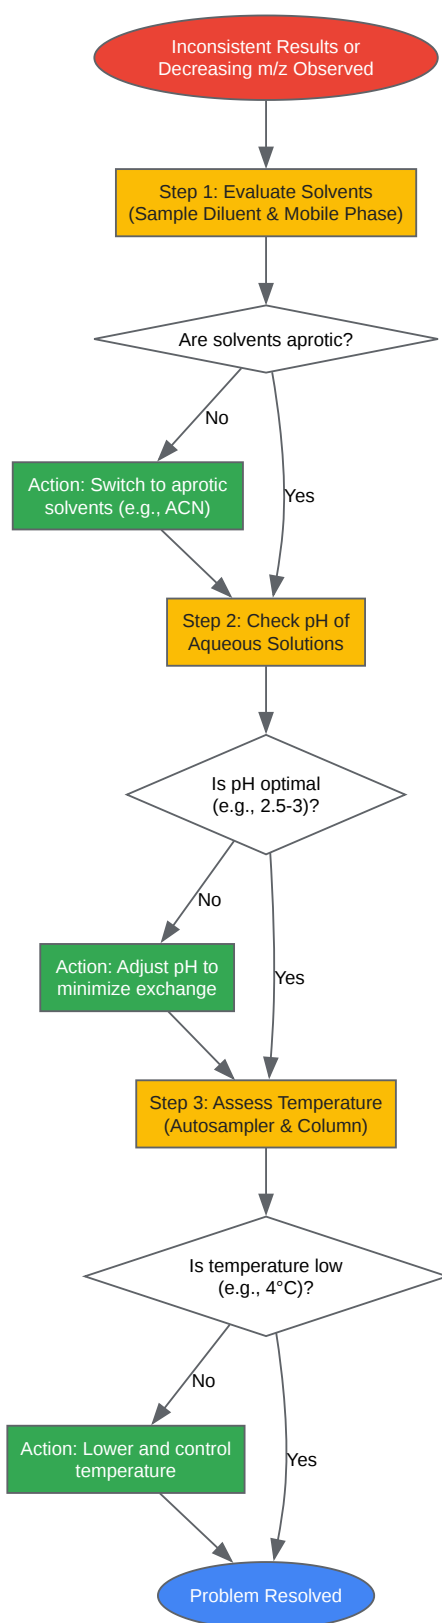 Inconsistent Results or
Decreasing m/z Observed
Step 1: Evaluate Solvents
(Sample Diluent & Mobile Phase)
Are solvents aprotic?
No
Action: Switch to aprotic
solvents (e.g., ACN)
Yes
Step 2: Check pH of
Aqueous Solutions
Is pH optimal
(e.g., 2.5-3)?
No
Action: Adjust pH to
minimize exchange
Yes
Step 3: Assess Temperature
(Autosampler & Column)
Is temperature low
(e.g., 4°C)?
No
Action: Lower and control
temperature
Yes
Problem Resolved